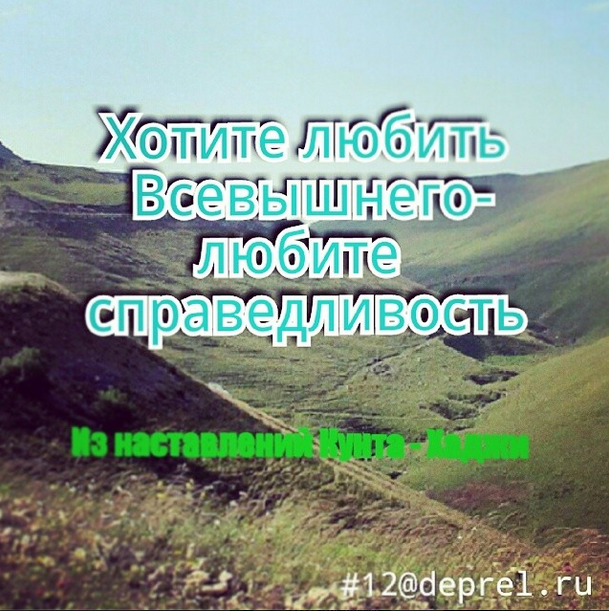 Хотите любить
Всевышнего-
любите
справедливость
Из наставлений Кунта - Хаджи
#12@deprel.ru